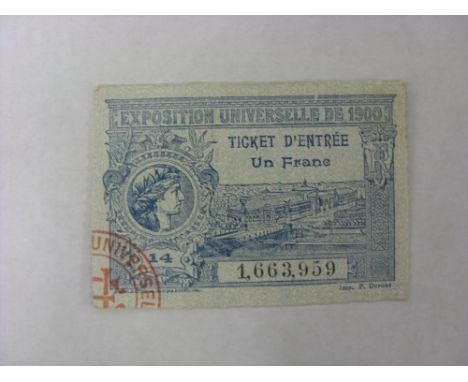 EXPOSITION UNIVERSELLE DE 1900
TICKET D'ENTRÉE
Un Franc
14
1,663,959
UNIVERSEL